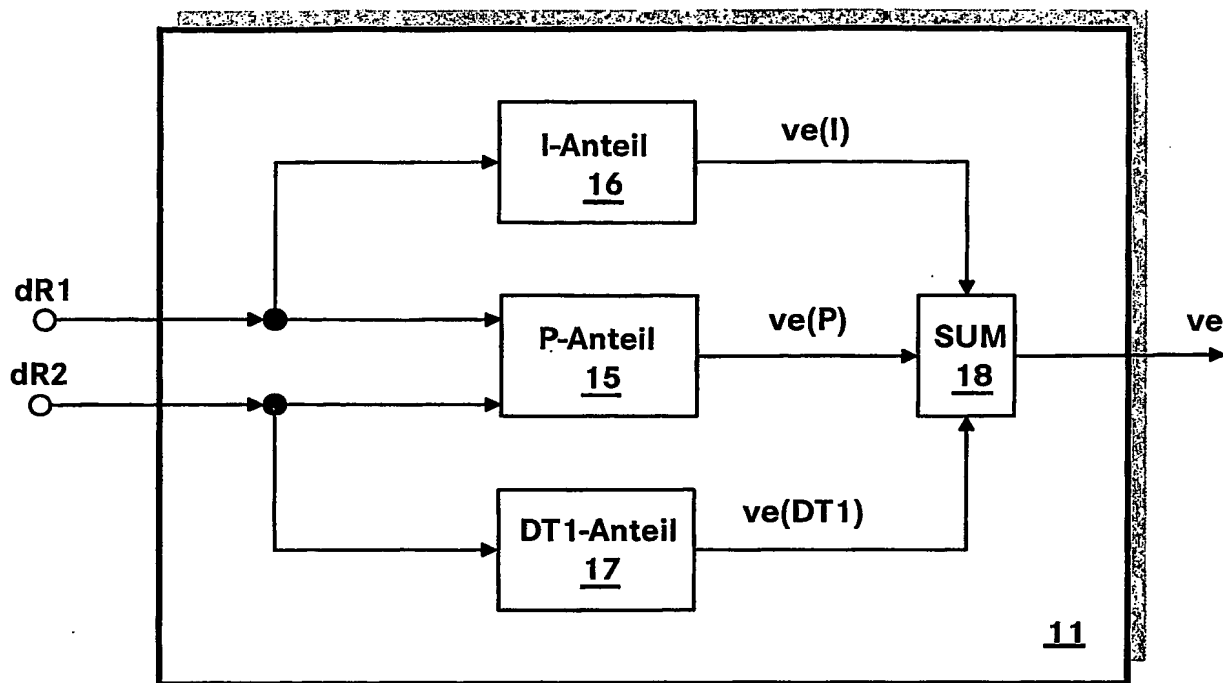 I-Anteil
16
ve(I)
dR1
dR2
P-Anteil
15
ve(P)
SUM
18
ve
DT1-Anteil
17
ve(DT1)
11